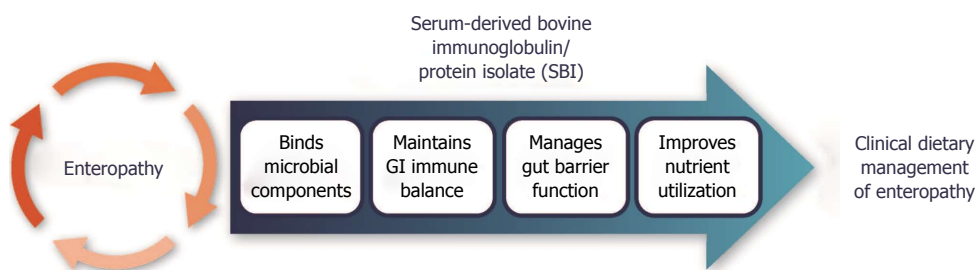 Serum-derived bovine
immunoglobulin/
protein isolate (SBI)
Enteropathy
Binds
microbial
components
Maintains
GI immune
balance
Manages
gut barrier
function
Improves
nutrient
utilization
Clinical dietary
management
of enteropathy